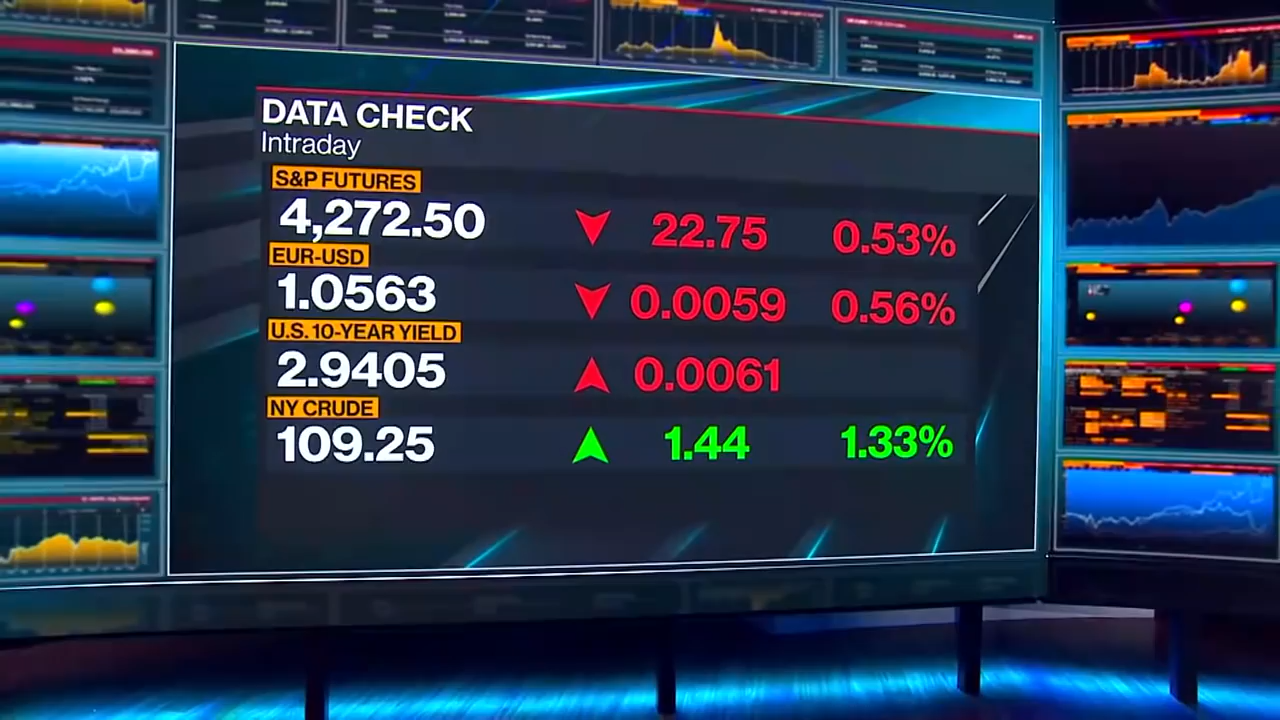 DATA CHECK
Intraday
S&P FUTURES
4,272.50 ▼ 22.75 0.53%
EUR-USD
1.0563 ▼ 0.0059 0.56%
U.S. 10-YEAR YIELD
2.9405 ▲ 0.0061
NY CRUDE
109.25 ▲ 1.44 1.33%